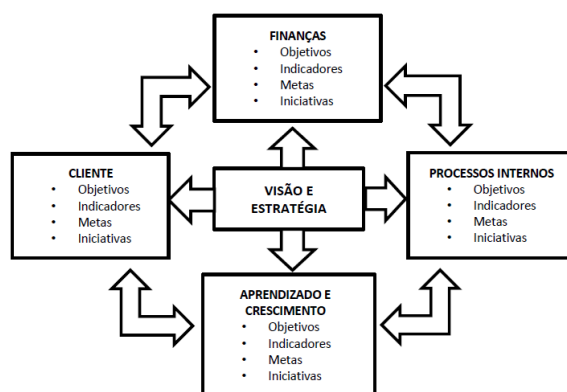 FINANÇAS
• Objetivos
• Indicadores
• Metas
• Iniciativas
CLIENTE
• Objetivos
• Indicadores
• Metas
• Iniciativas
VISÃO E
ESTRATÉGIA
PROCESSOS INTERNOS
• Objetivos
• Indicadores
• Metas
• Iniciativas
APRENDIZADO E
CRESCIMENTO
• Objetivos
• Indicadores
• Metas
• Iniciativas